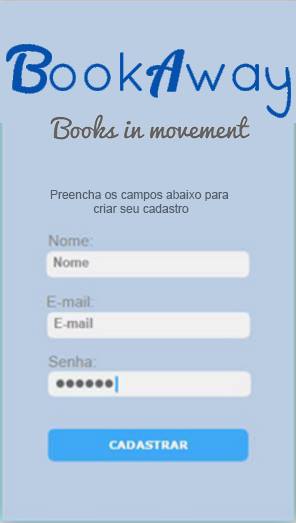 BookAway
Books in movement
Preencha os campos abaixo para
criar seu cadastro
Nome:
Nome
E-mail:
E-mail
Senha:
●●●●●●
CADASTRAR